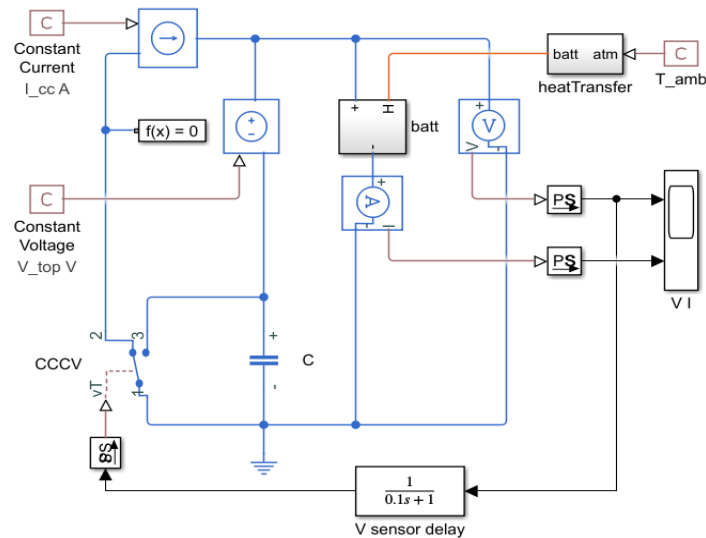 C
Constant
Current
I_cc A
f(x) = 0
+
-
+
H
-
batt
batt atm
heatTransfer
C
T_amb
+
V
-
V
C
Constant
Voltage
V_top V
+
A
-
I
PS
PS
V I
2
3
CCCV
vT
1
+
C
-
PS
1
0.1s + 1
V sensor delay